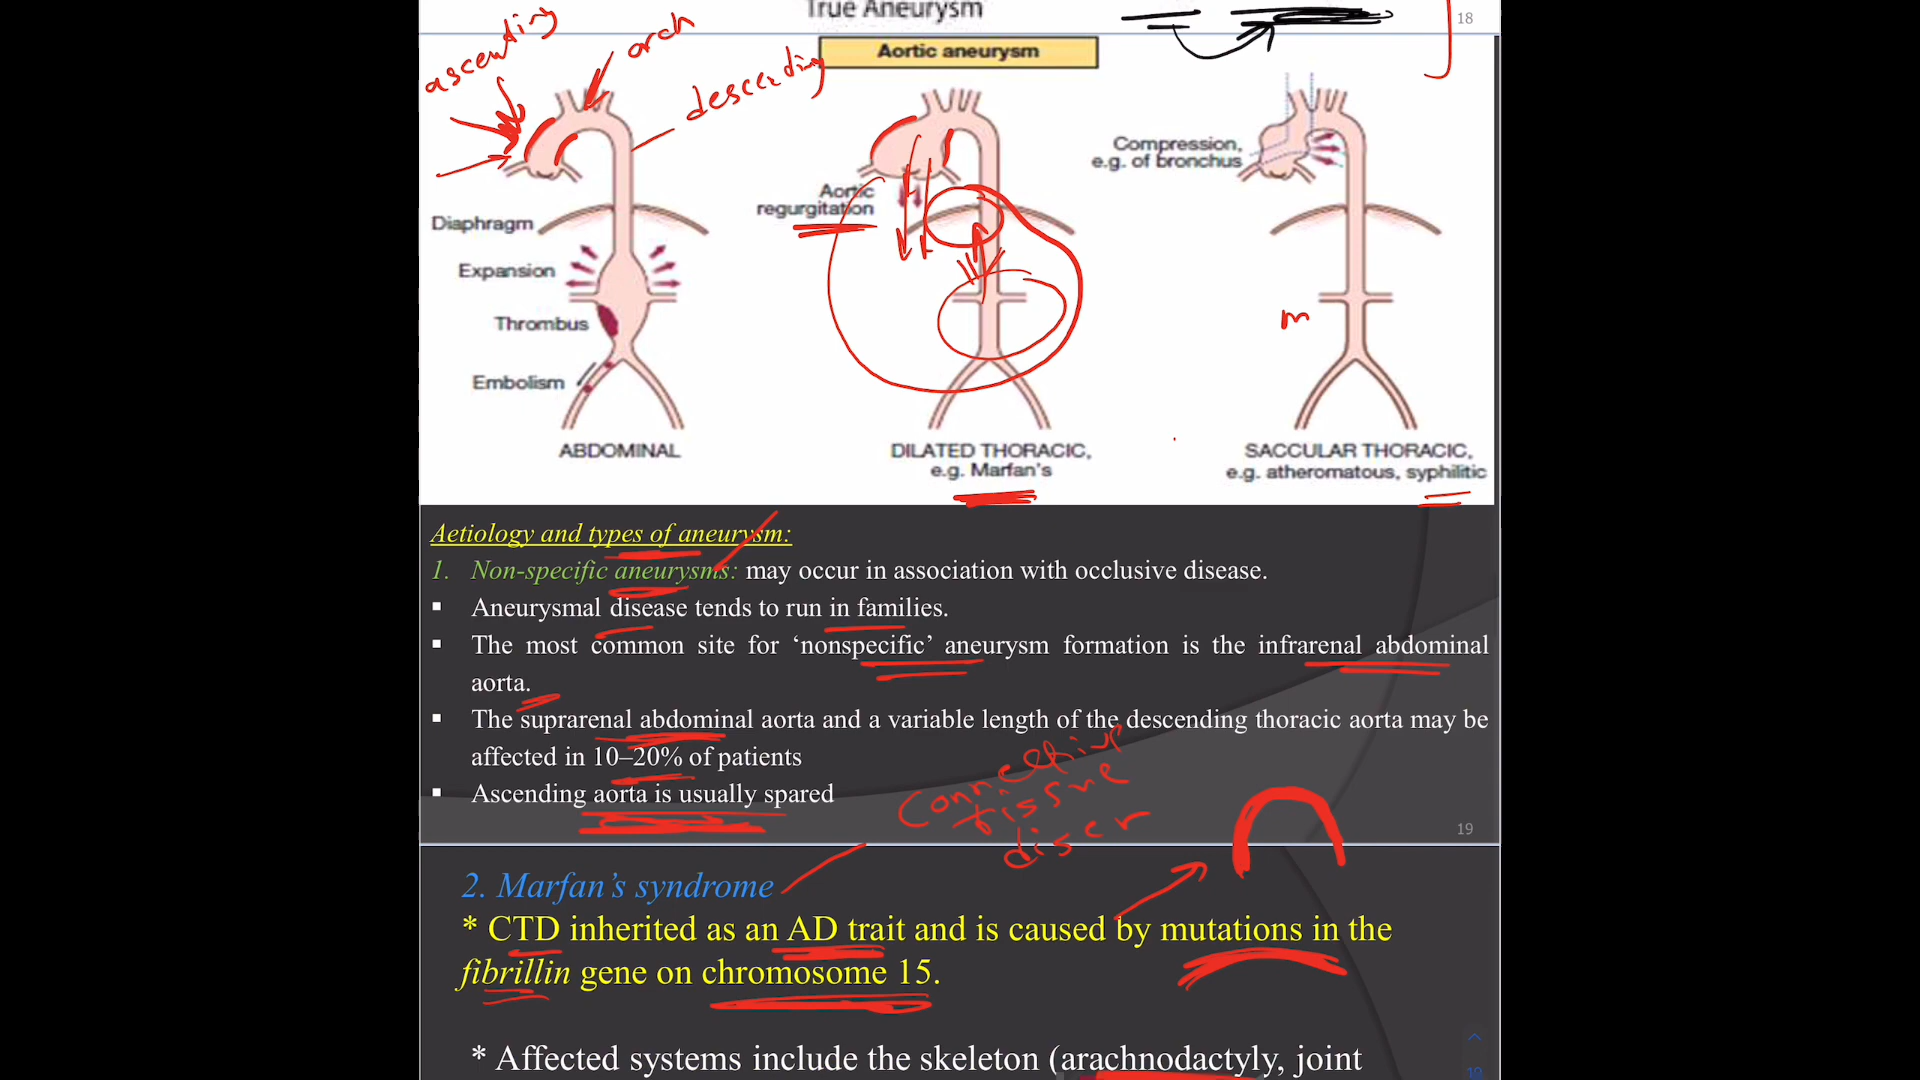 True Aneurysm
18
Aortic aneurysm
ascending
arch
descending
Compression,
e.g. of bronchus
Aortic
regurgitation
Diaphragm
Expansion
Thrombus
m
Embolism
ABDOMINAL
DILATED THORACIC,
e.g. Marfan's
SACCULAR THORACIC,
e.g. atheromatous, syphilitic
Aetiology and types of aneurysm:
1. Non-specific aneurysms: may occur in association with occlusive disease.
▪ Aneurysmal disease tends to run in families.
▪ The most common site for ‘nonspecific’ aneurysm formation is the infrarenal abdominal
aorta.
▪ The suprarenal abdominal aorta and a variable length of the descending thoracic aorta may be
affected in 10–20% of patients
▪ Ascending aorta is usually spared
Connective
tissue
diser
19
2. Marfan’s syndrome
* CTD inherited as an AD trait and is caused by mutations in the
fibrillin gene on chromosome 15.
* Affected systems include the skeleton (arachnodactyly, joint
19